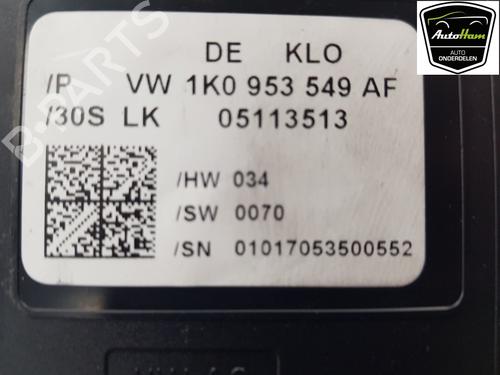 AutoHam
AUTO
ONDERDELEN
DE KLO
/P VW 1K0 953 549 AF
/30S LK 05113513
/HW 034
/SW 0070
/SN 01017053500552
B-PARTS